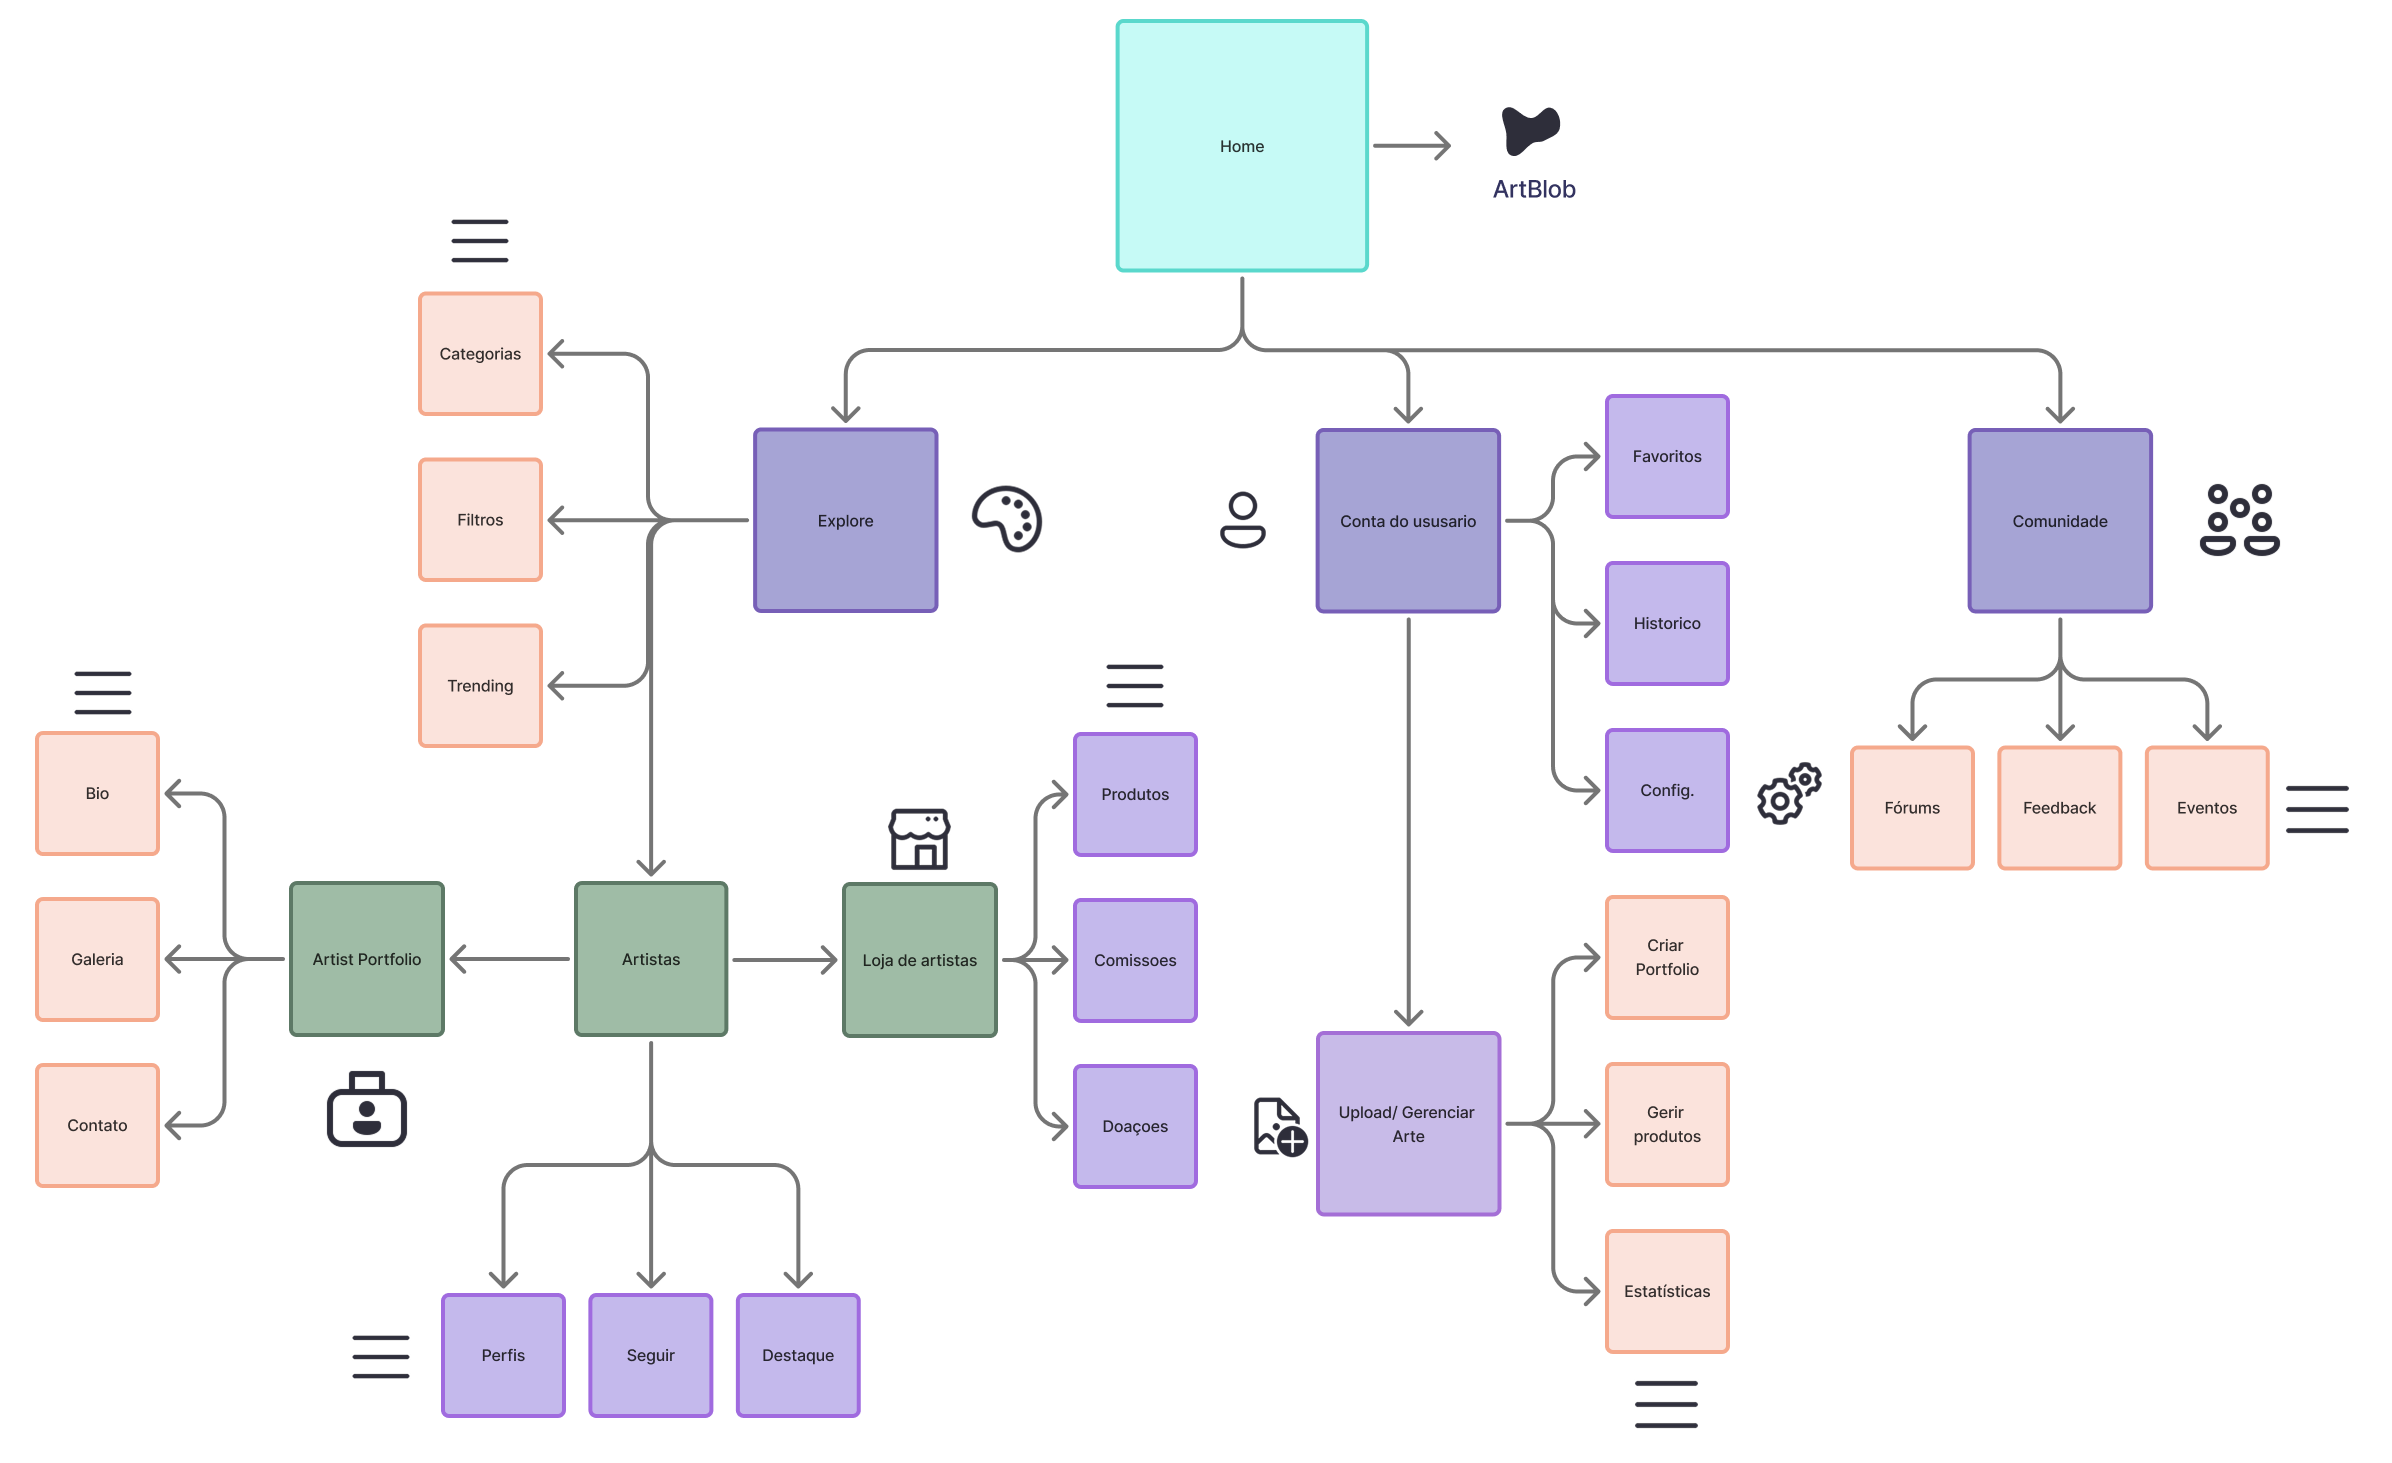 Home
ArtBlob
Categorias
Filtros
Trending
Explore
Conta do ususario
Favoritos
Historico
Config.
Comunidade
Fórums
Feedback
Eventos
Bio
Galeria
Contato
Artist Portfolio
Artistas
Loja de artistas
Produtos
Comissoes
Doaçoes
Upload/ Gerenciar
Arte
Criar
Portfolio
Gerir
produtos
Estatísticas
Perfis
Seguir
Destaque